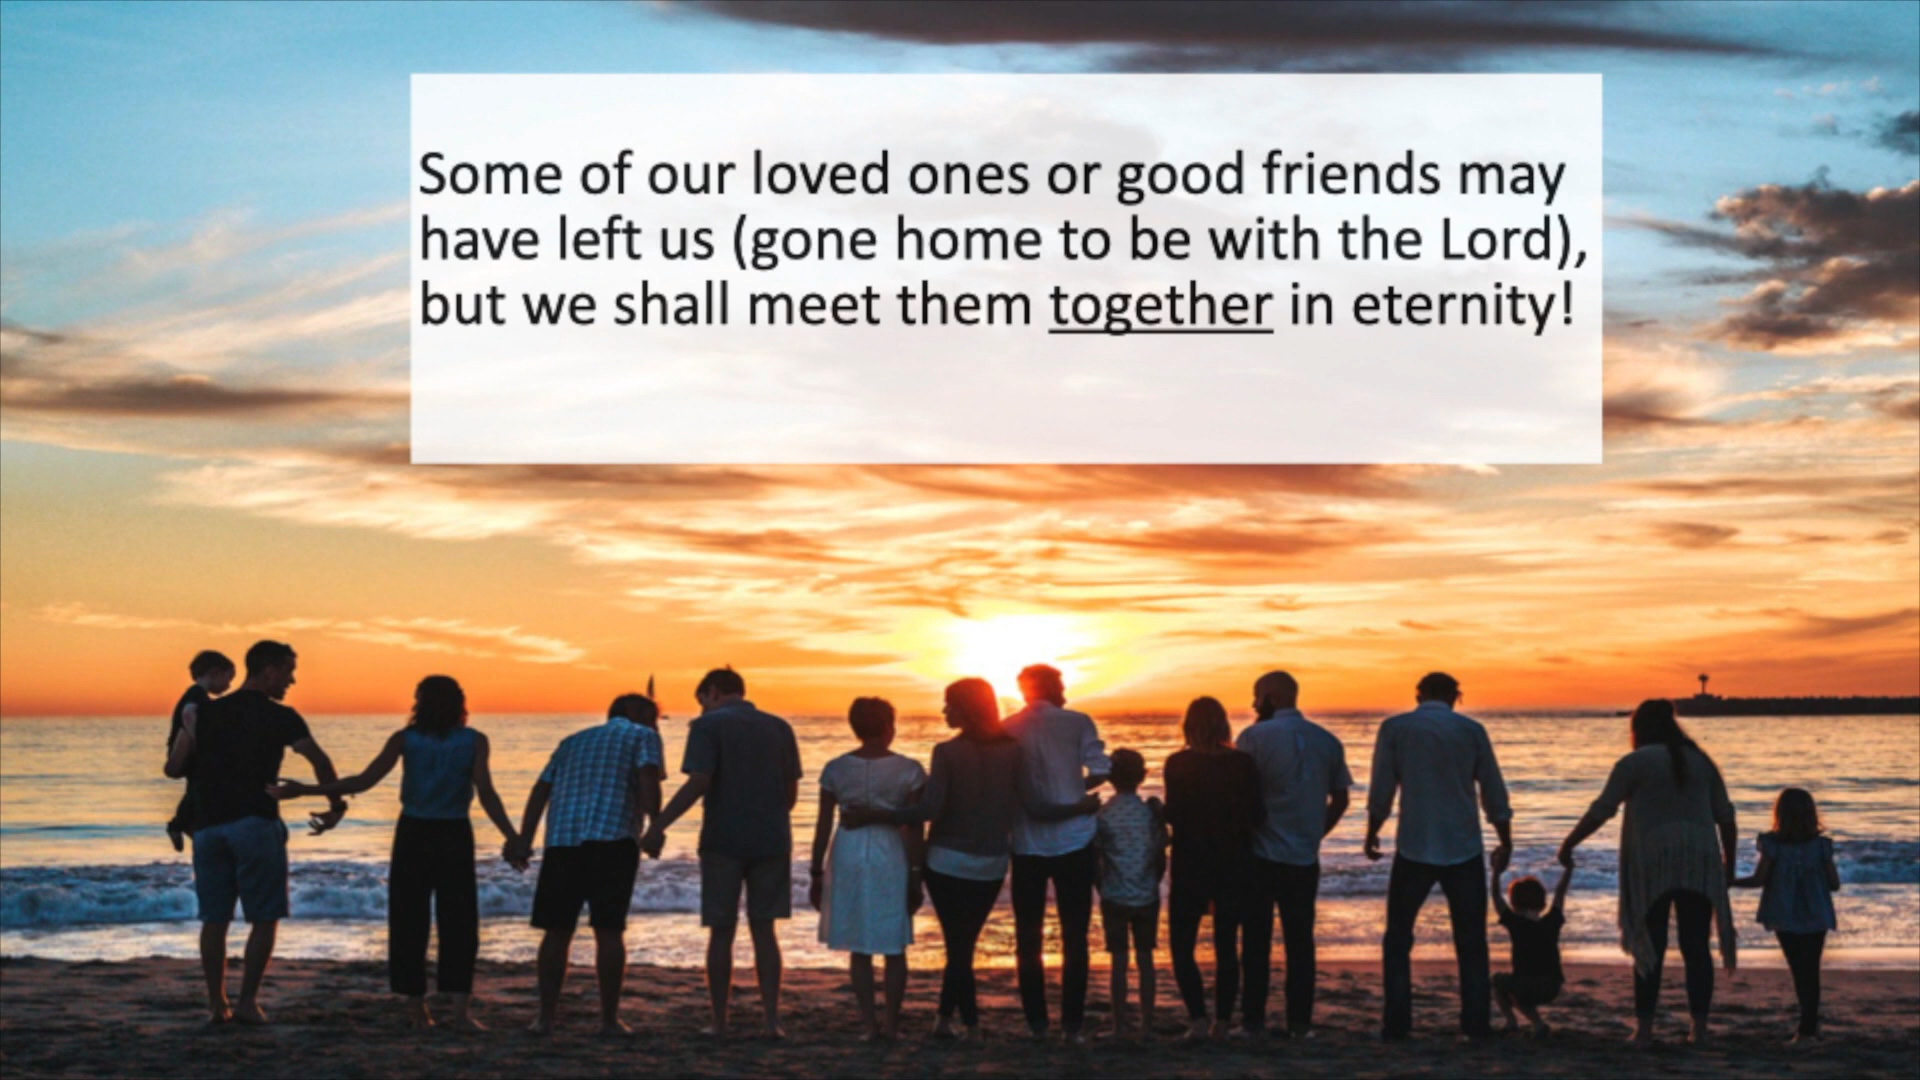 Some of our loved ones or good friends may
have left us (gone home to be with the Lord),
but we shall meet them together in eternity!